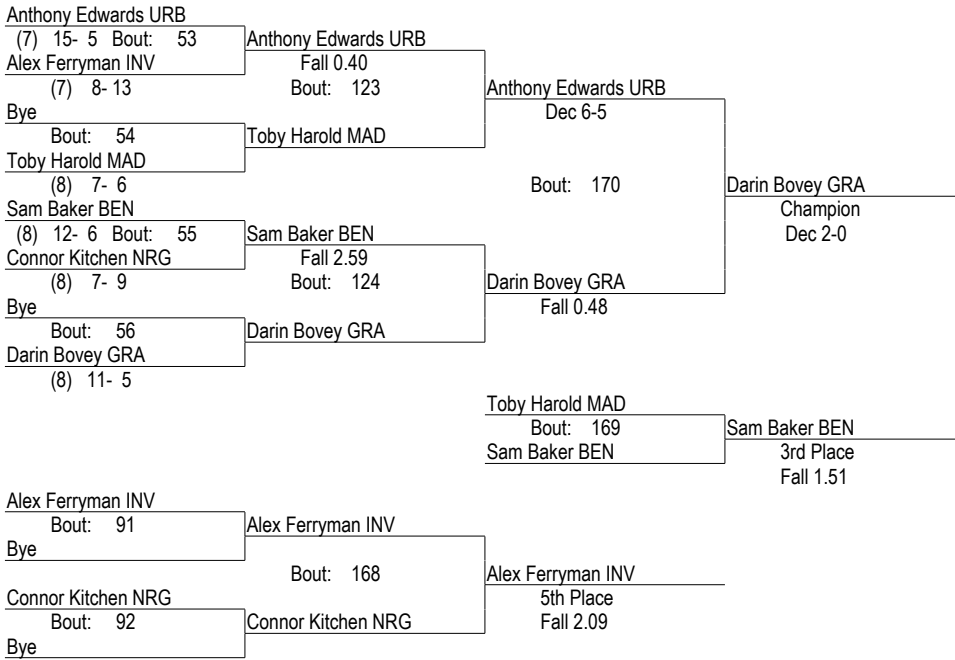 Anthony Edwards URB
(7) 15- 5 Bout: 53
Anthony Edwards URB
Alex Ferryman INV
Fall 0.40
(7) 8- 13
Bout: 123
Anthony Edwards URB
Bye
Dec 6-5
Bout: 54
Toby Harold MAD
Toby Harold MAD
(8) 7- 6
Bout: 170
Darin Bovey GRA
Sam Baker BEN
Champion
(8) 12- 6 Bout: 55
Sam Baker BEN
Dec 2-0
Connor Kitchen NRG
Fall 2.59
(8) 7- 9
Bout: 124
Darin Bovey GRA
Bye
Fall 0.48
Bout: 56
Darin Bovey GRA
Darin Bovey GRA
(8) 11- 5
Toby Harold MAD
Bout: 169
Sam Baker BEN
Sam Baker BEN
3rd Place
Fall 1.51
Alex Ferryman INV
Bout: 91
Alex Ferryman INV
Bye
Bout: 168
Alex Ferryman INV
Connor Kitchen NRG
5th Place
Bout: 92
Connor Kitchen NRG
Fall 2.09
Bye